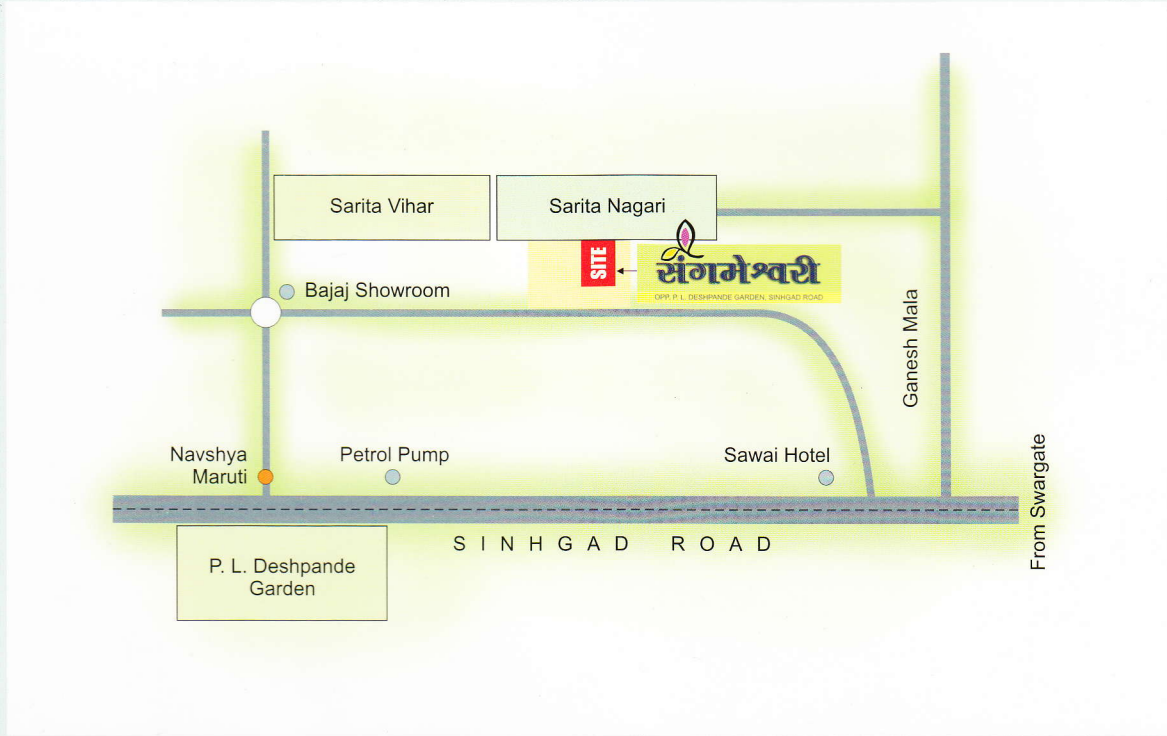 Sarita Vihar
Sarita Nagari
SITE
संगमेश्वरी
OPP. P. L. DESHPANDE GARDEN, SINHGAD ROAD
Bajaj Showroom
Ganesh Mala
Navshya
Maruti
Petrol Pump
Sawai Hotel
From Swargate
SINHGAD ROAD
P. L. Deshpande
Garden